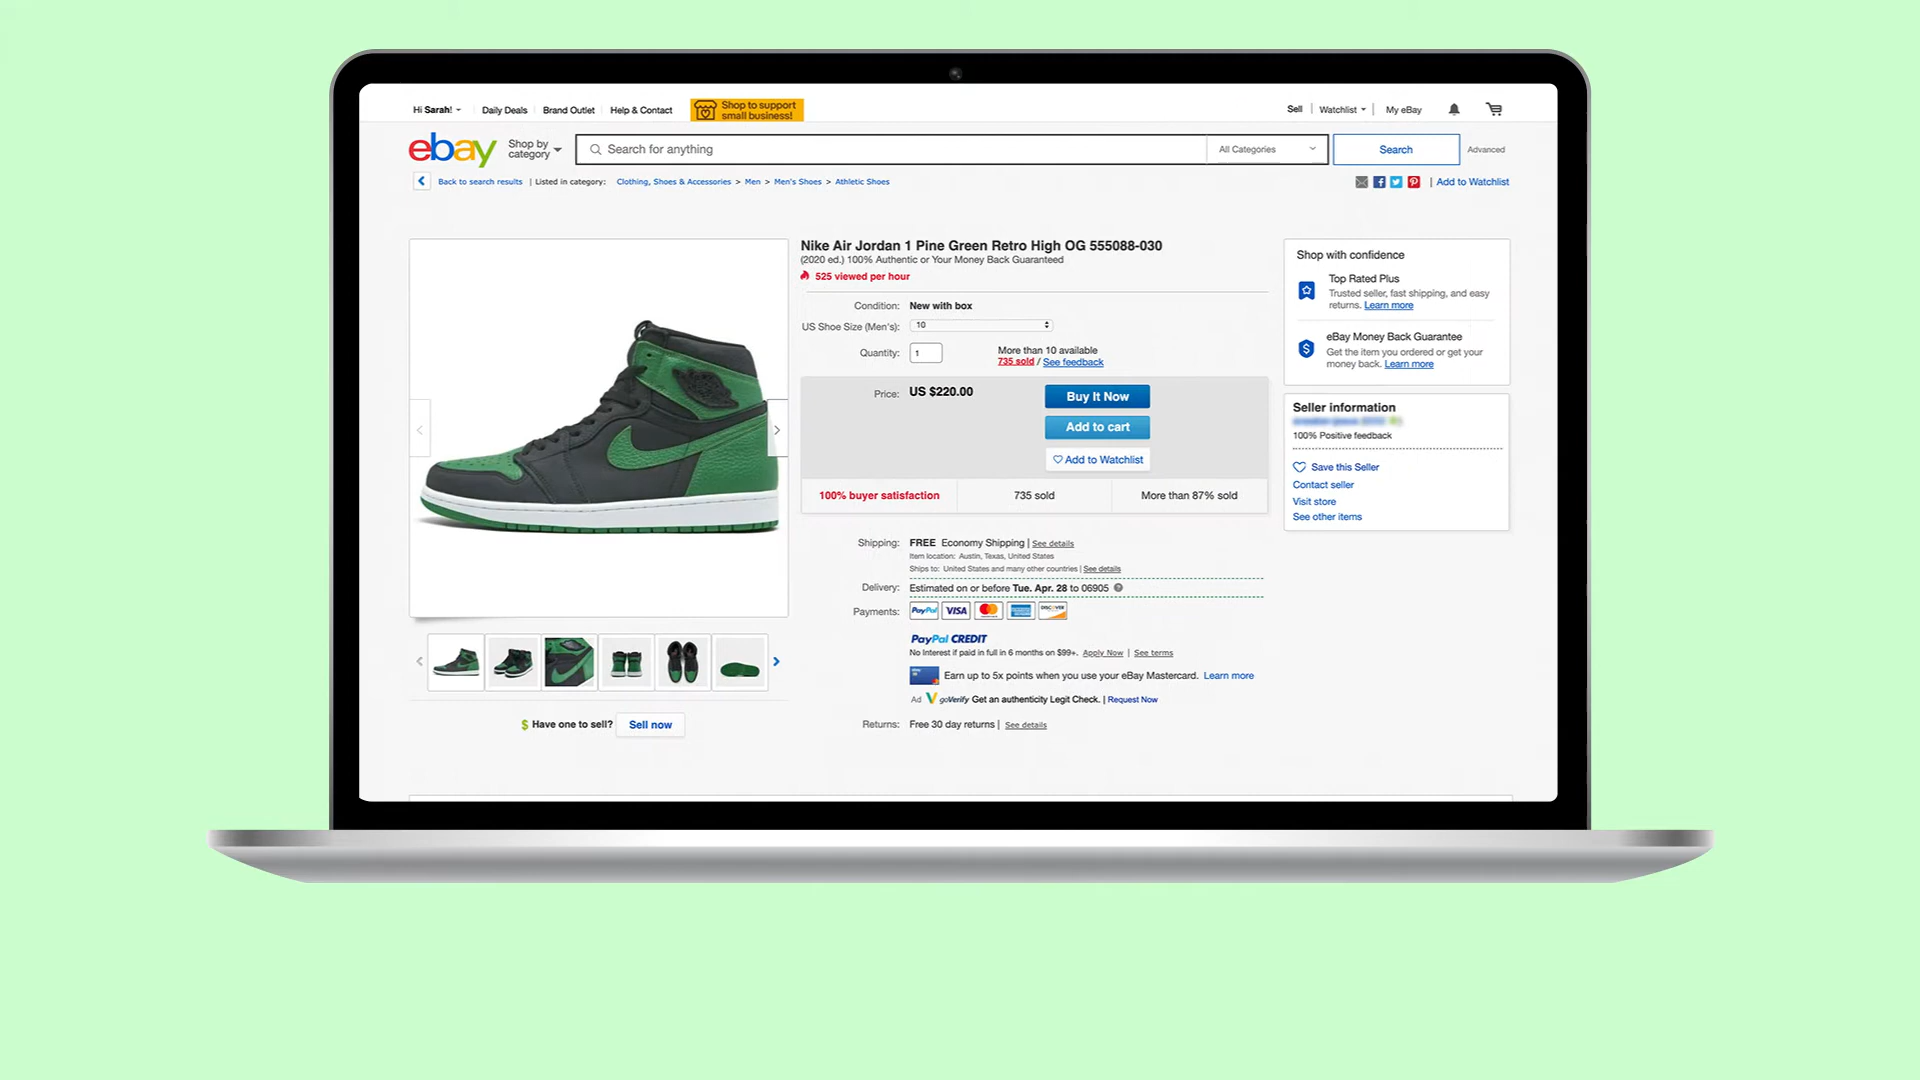 Hi Sarah!
Daily Deals
Brand Outlet
Help & Contact
Shop to support
small business!
Sell
Watchlist
My eBay
ebay
Shop by
category
Search for anything
All Categories
Search
Advanced
Back to search results | Listed in category: Clothing, Shoes & Accessories > Men > Men's Shoes > Athletic Shoes
| Add to Watchlist
Nike Air Jordan 1 Pine Green Retro High OG 555088-030
(2020 ed.) 100% Authentic or Your Money Back Guaranteed
525 viewed per hour
Condition: New with box
US Shoe Size (Men's): 10
Quantity: 1
More than 10 available
735 sold / See feedback
Price: US $220.00
Buy It Now
Add to cart
Add to Watchlist
100% buyer satisfaction
735 sold
More than 87% sold
Shipping: FREE Economy Shipping | See details
Item location: Austin, Texas, United States
Ships to: United States and many other countries | See details
Delivery: Estimated on or before Tue. Apr. 28 to 06905
Payments: PayPal VISA DISCOVER
PayPal CREDIT
No Interest if paid in full in 6 months on $99+. Apply Now | See terms
Earn up to 5x points when you use your eBay Mastercard. Learn more
Ad goVerify Get an authenticity Legit Check. | Request Now
Returns: Free 30 day returns | See details
Shop with confidence
Top Rated Plus
Trusted seller, fast shipping, and easy
returns. Learn more
eBay Money Back Guarantee
Get the item you ordered or get your
money back. Learn more
Seller information
100% Positive feedback
Save this Seller
Contact seller
Visit store
See other items
$ Have one to sell? Sell now